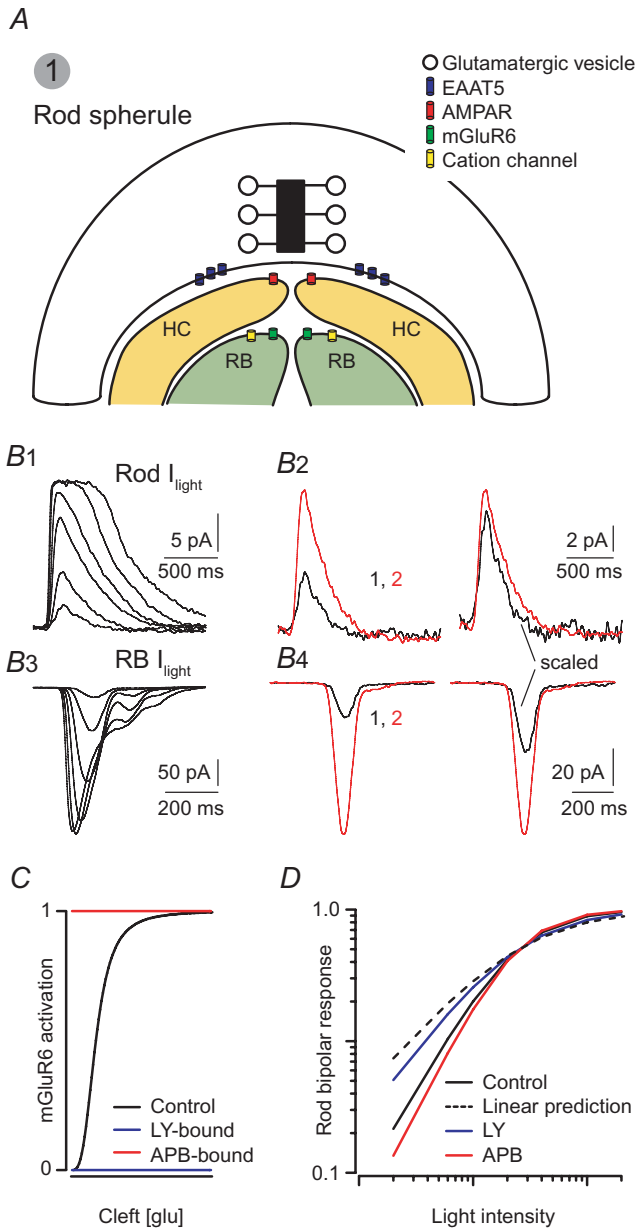 A
1
Rod spherule
Glutamatergic vesicle
EAAT5
AMPAR
mGluR6
Cation channel
HC
HC
RB
RB
B1
Rod Ilight
5 pA
500 ms
B2
1, 2
2 pA
500 ms
scaled
B3
RB Ilight
50 pA
200 ms
B4
1, 2
20 pA
200 ms
C
1
mGluR6 activation
Control
LY-bound
APB-bound
0
Cleft [glu]
D
1.0
Rod bipolar response
Control
Linear prediction
LY
APB
0.1
Light intensity